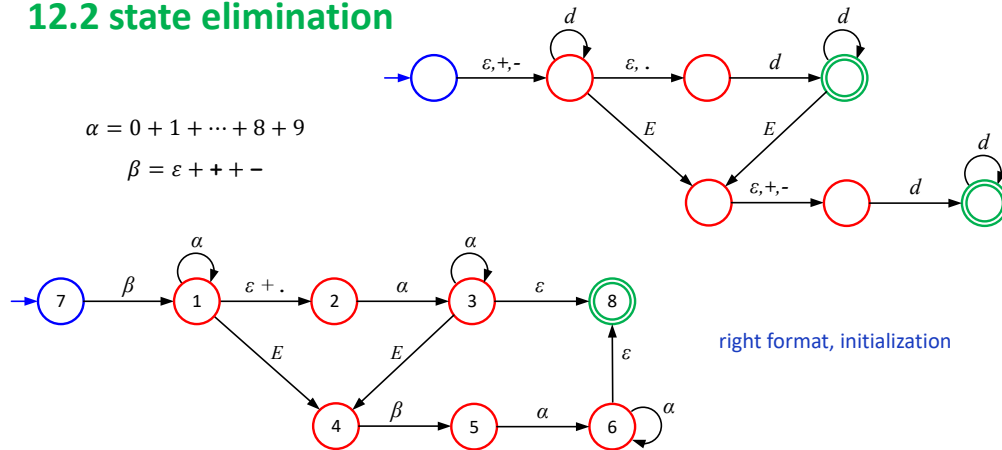 12.2 state elimination
d
d
ε,+,-
ε, .
d
E
E
d
ε,+,-
d
α = 0 + 1 + ⋯ + 8 + 9
β = ε + + + −
α
α
7
β
1
ε + .
2
α
3
ε
8
E
E
ε
right format, initialization
4
β
5
α
6
α